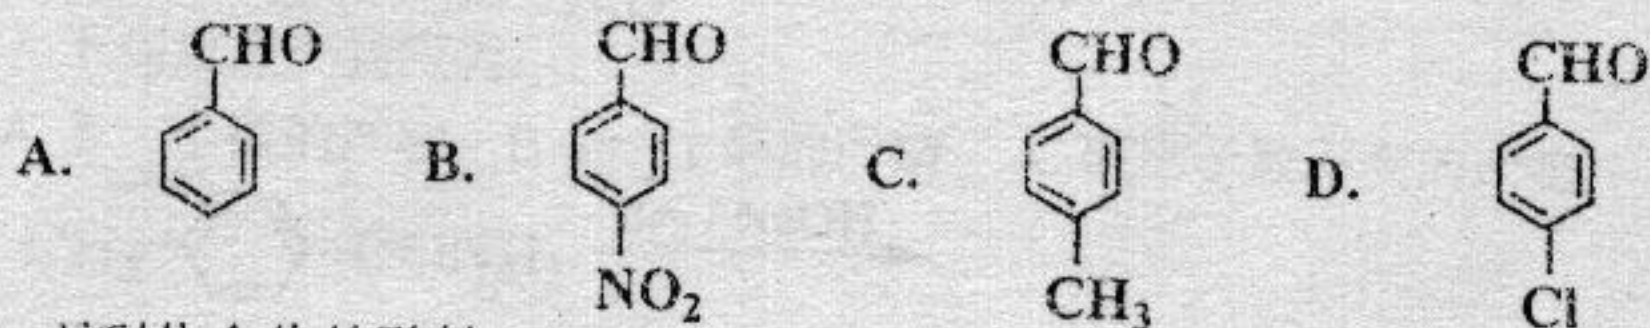 CHO CHO CHO CHO
A. B. C. D.
NO₂ CH₃ Cl